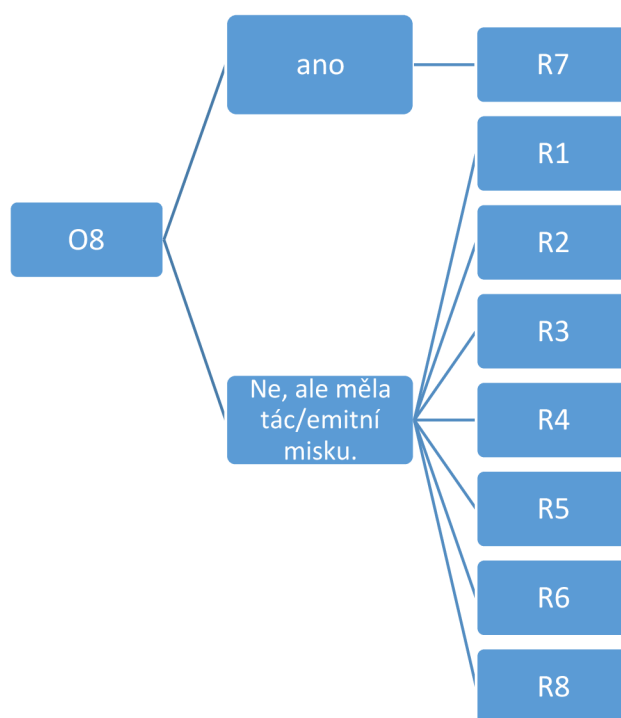 O8
ano
Ne, ale měla
tác/emitní
misku.
R7
R1
R2
R3
R4
R5
R6
R8